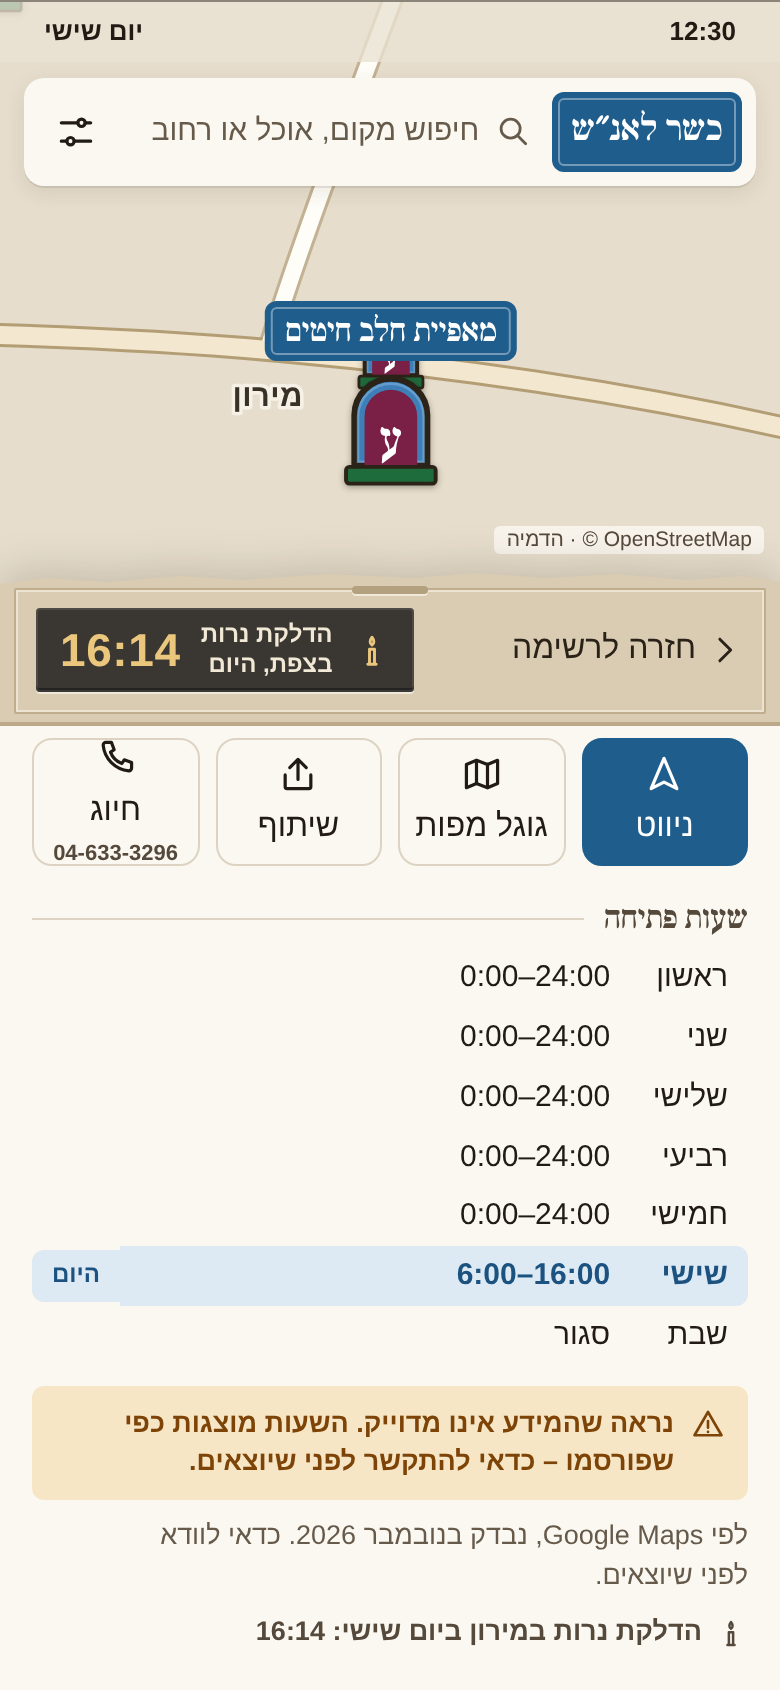 12:30
יום שישי
כשר לאנ״ש
חיפוש מקום, אוכל או רחוב
מאפיית חלב חיטים
ע
מירון
ע
הדמיה · © OpenStreetMap
חזרה לרשימה
הדלקת נרות
בצפת, היום
16:14
ניווט
גוגל מפות
שיתוף
חיוג
04-633-3296
שעות פתיחה
ראשון 0:00–24:00
שני 0:00–24:00
שלישי 0:00–24:00
רביעי 0:00–24:00
חמישי 0:00–24:00
שישי 6:00–16:00 היום
שבת סגור
נראה שהמידע אינו מדוייק. השעות מוצגות כפי
שפורסמו – כדאי להתקשר לפני שיוצאים.
לפי Google Maps, נבדק בנובמבר 2026. כדאי לוודא
לפני שיוצאים.
הדלקת נרות במירון ביום שישי: 16:14